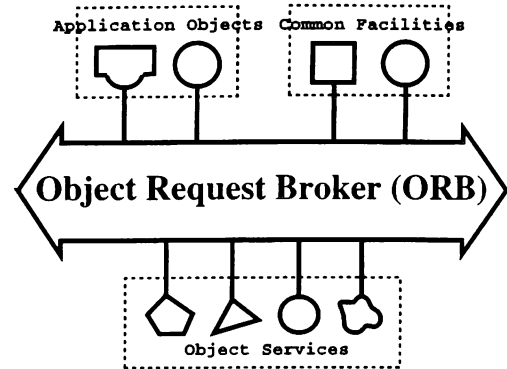 Application Objects
Common Facilities
Object Request Broker (ORB)
Object Services